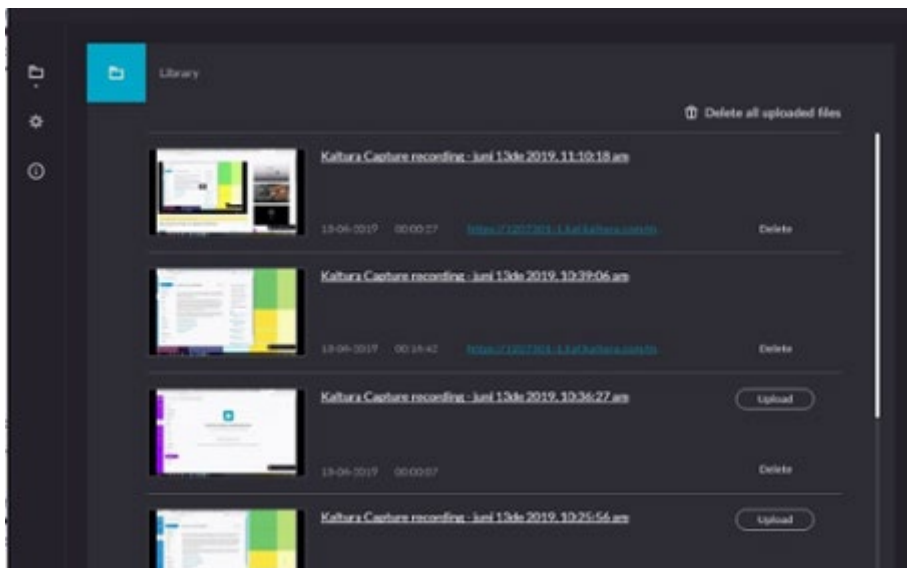 Library
Delete all uploaded files
Kaltura Capture recording - juni 13de 2019, 11:10:18 am
13-06-2019 00:00:27 Delete
Kaltura Capture recording - juni 13de 2019, 10:39:06 am
13-06-2019 00:16:42 Delete
Kaltura Capture recording - juni 13de 2019, 10:36:27 am
Upload
13-06-2019 00:00:07 Delete
Kaltura Capture recording - juni 13de 2019, 10:25:56 am
Upload